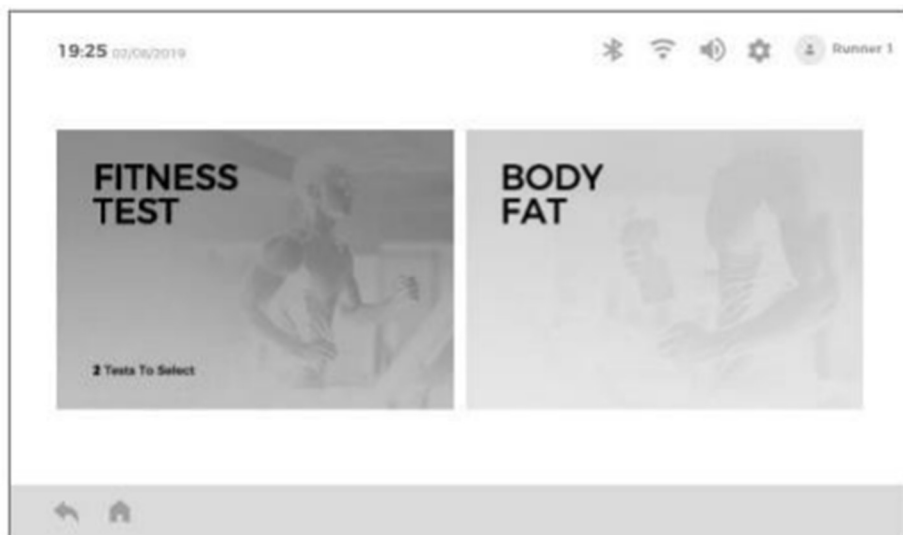 19:25 02/06/2019
Runner 1
FITNESS
TEST
2 Tests To Select
BODY
FAT